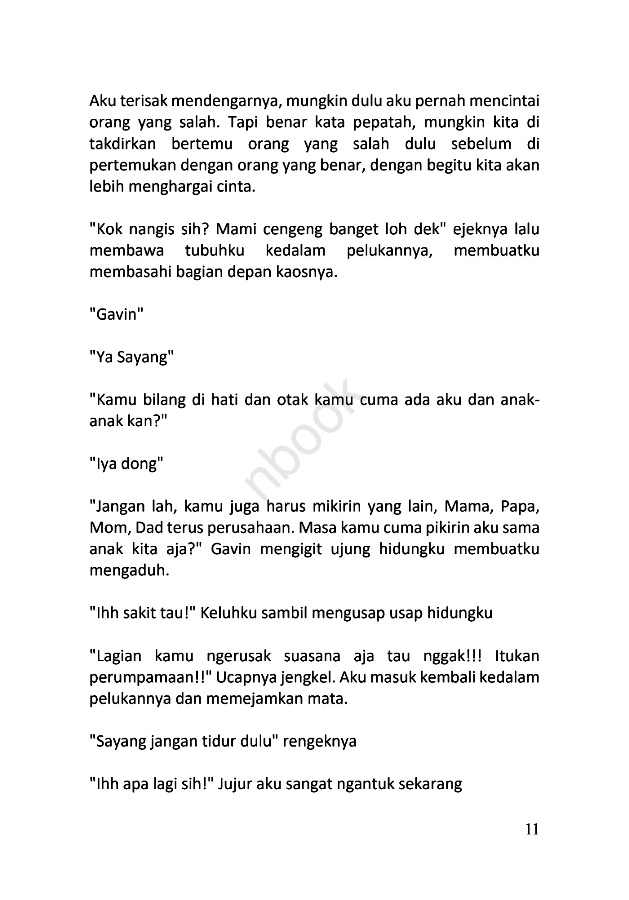 Aku terisak mendengarnya, mungkin dulu aku pernah mencintai
orang yang salah. Tapi benar kata pepatah, mungkin kita di
takdirkan bertemu orang yang salah dulu sebelum di
pertemukan dengan orang yang benar, dengan begitu kita akan
lebih menghargai cinta.
"Kok nangis sih? Mami cengeng banget loh dek" ejeknya lalu
membawa tubuhku kedalam pelukannya, membuatku
membasahi bagian depan kaosnya.
"Gavin"
"Ya Sayang"
"Kamu bilang di hati dan otak kamu cuma ada aku dan anak-
anak kan?"
"Iya dong"
"Jangan lah, kamu juga harus mikirin yang lain, Mama, Papa,
Mom, Dad terus perusahaan. Masa kamu cuma pikirin aku sama
anak kita aja?" Gavin mengigit ujung hidungku membuatku
mengaduh.
"Ihh sakit tau!" Keluhku sambil mengusap usap hidungku
"Lagian kamu ngerusak suasana aja tau nggak!!! Itukan
perumpamaan!!" Ucapnya jengkel. Aku masuk kembali kedalam
pelukannya dan memejamkan mata.
"Sayang jangan tidur dulu" rengeknya
"Ihh apa lagi sih!" Jujur aku sangat ngantuk sekarang
11
nbook